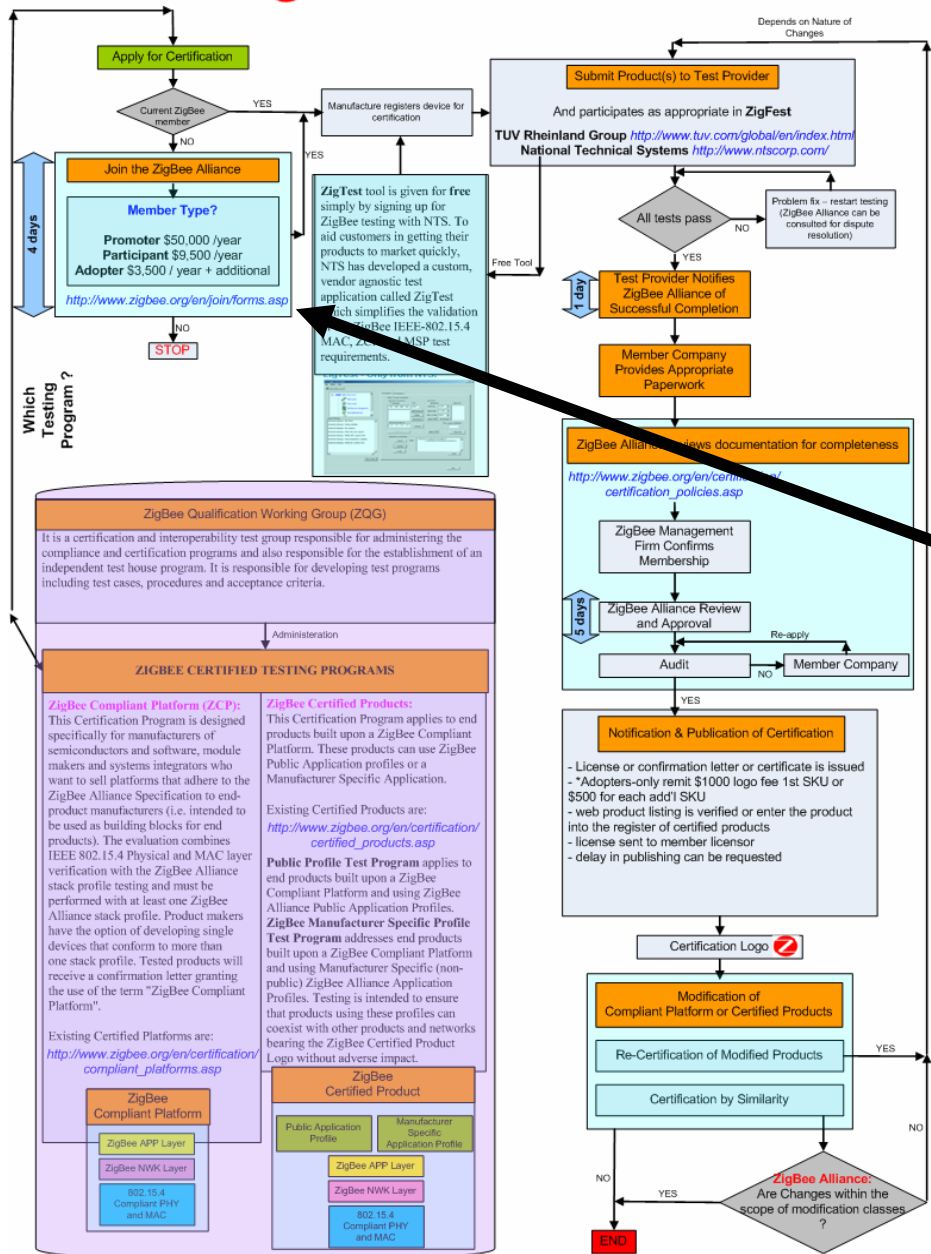 Apply for Certification
Current ZigBee
member
YES
NO
YES
Manufacture registers device for
certification
4 days
Join the ZigBee Alliance
Member Type?
Promoter $50,000 /year
Participant $9,500 /year
Adopter $3,500 / year + additional
http://www.zigbee.org/en/join/forms.asp
NO
STOP
Which
Testing
Program ?
ZigTest tool is given for free
simply by signing up for
ZigBee testing with NTS. To
aid customers in getting their
products to market quickly,
NTS has developed a custom,
vendor agnostic test
application called ZigTest
which simplifies the validation
ZigBee IEEE-802.15.4
MAC, MSP test
requirements.
Free Tool
Depends on Nature of
Changes
Submit Product(s) to Test Provider
And participates as appropriate in ZigFest
TUV Rheinland Group http://www.tuv.com/global/en/index.html
National Technical Systems http://www.ntscorp.com/
All tests pass
NO
Problem fix – restart testing
(ZigBee Alliance can be
consulted for dispute
resolution)
YES
1 day
Test Provider Notifies
ZigBee Alliance of
Successful Completion
Member Company
Provides Appropriate
Paperwork
ZigBee Alliance documentation for completeness
http://www.zigbee.org/en/certification/
certification_policies.asp
ZigBee Management
Firm Confirms
Membership
5 days
ZigBee Alliance Review
and Approval
Re-apply
Audit
NO
Member Company
YES
Notification & Publication of Certification
- License or confirmation letter or certificate is issued
- *Adopters-only remit $1000 logo fee 1st SKU or
$500 for each add'l SKU
- web product listing is verified or enter the product
into the register of certified products
- license sent to member licensor
- delay in publishing can be requested
Certification Logo
Modification of
Compliant Platform or Certified Products
Re-Certification of Modified Products
YES
Certification by Similarity
NO
NO
YES
ZigBee Alliance:
Are Changes within the
scope of modification classes
?
END
ZigBee Qualification Working Group (ZQG)
It is a certification and interoperability test group responsible for administering the
compliance and certification programs and also responsible for the establishment of an
independent test house program. It is responsible for developing test programs
including test cases, procedures and acceptance criteria.
Administeration
ZIGBEE CERTIFIED TESTING PROGRAMS
ZigBee Compliant Platform (ZCP):
This Certification Program is designed
specifically for manufacturers of
semiconductors and software, module
makers and systems integrators who
want to sell platforms that adhere to the
ZigBee Alliance Specification to end-
product manufacturers (i.e. intended to
be used as building blocks for end
products). The evaluation combines
IEEE 802.15.4 Physical and MAC layer
verification with the ZigBee Alliance
stack profile testing and must be
performed with at least one ZigBee
Alliance stack profile. Product makers
have the option of developing single
devices that conform to more than
one stack profile. Tested products will
receive a confirmation letter granting
the use of the term "ZigBee Compliant
Platform".
Existing Certified Platforms are:
http://www.zigbee.org/en/certification/
compliant_platforms.asp
ZigBee Certified Products:
This Certification Program applies to end
products built upon a ZigBee Compliant
Platform. These products can use ZigBee
Public Application profiles or a
Manufacturer Specific Application.
Existing Certified Products are:
http://www.zigbee.org/en/certification/
certified_products.asp
Public Profile Test Program applies to
end products built upon a ZigBee
Compliant Platform and using ZigBee
Alliance Public Application Profiles.
ZigBee Manufacturer Specific Profile
Test Program addresses end products
built upon a ZigBee Compliant Platform
and using Manufacturer Specific (non-
public) ZigBee Alliance Application
Profiles. Testing is intended to ensure
that products using these profiles can
coexist with other products and networks
bearing the ZigBee Certified Product
Logo without adverse impact.
ZigBee
Compliant Platform
ZigBee APP Layer
ZigBee NWK Layer
802.15.4
Compliant PHY
and MAC
ZigBee
Certified Product
Public Application
Profile
Manufacturer
Specific
Application Profile
ZigBee APP Layer
ZigBee NWK Layer
802.15.4
Compliant PHY
and MAC